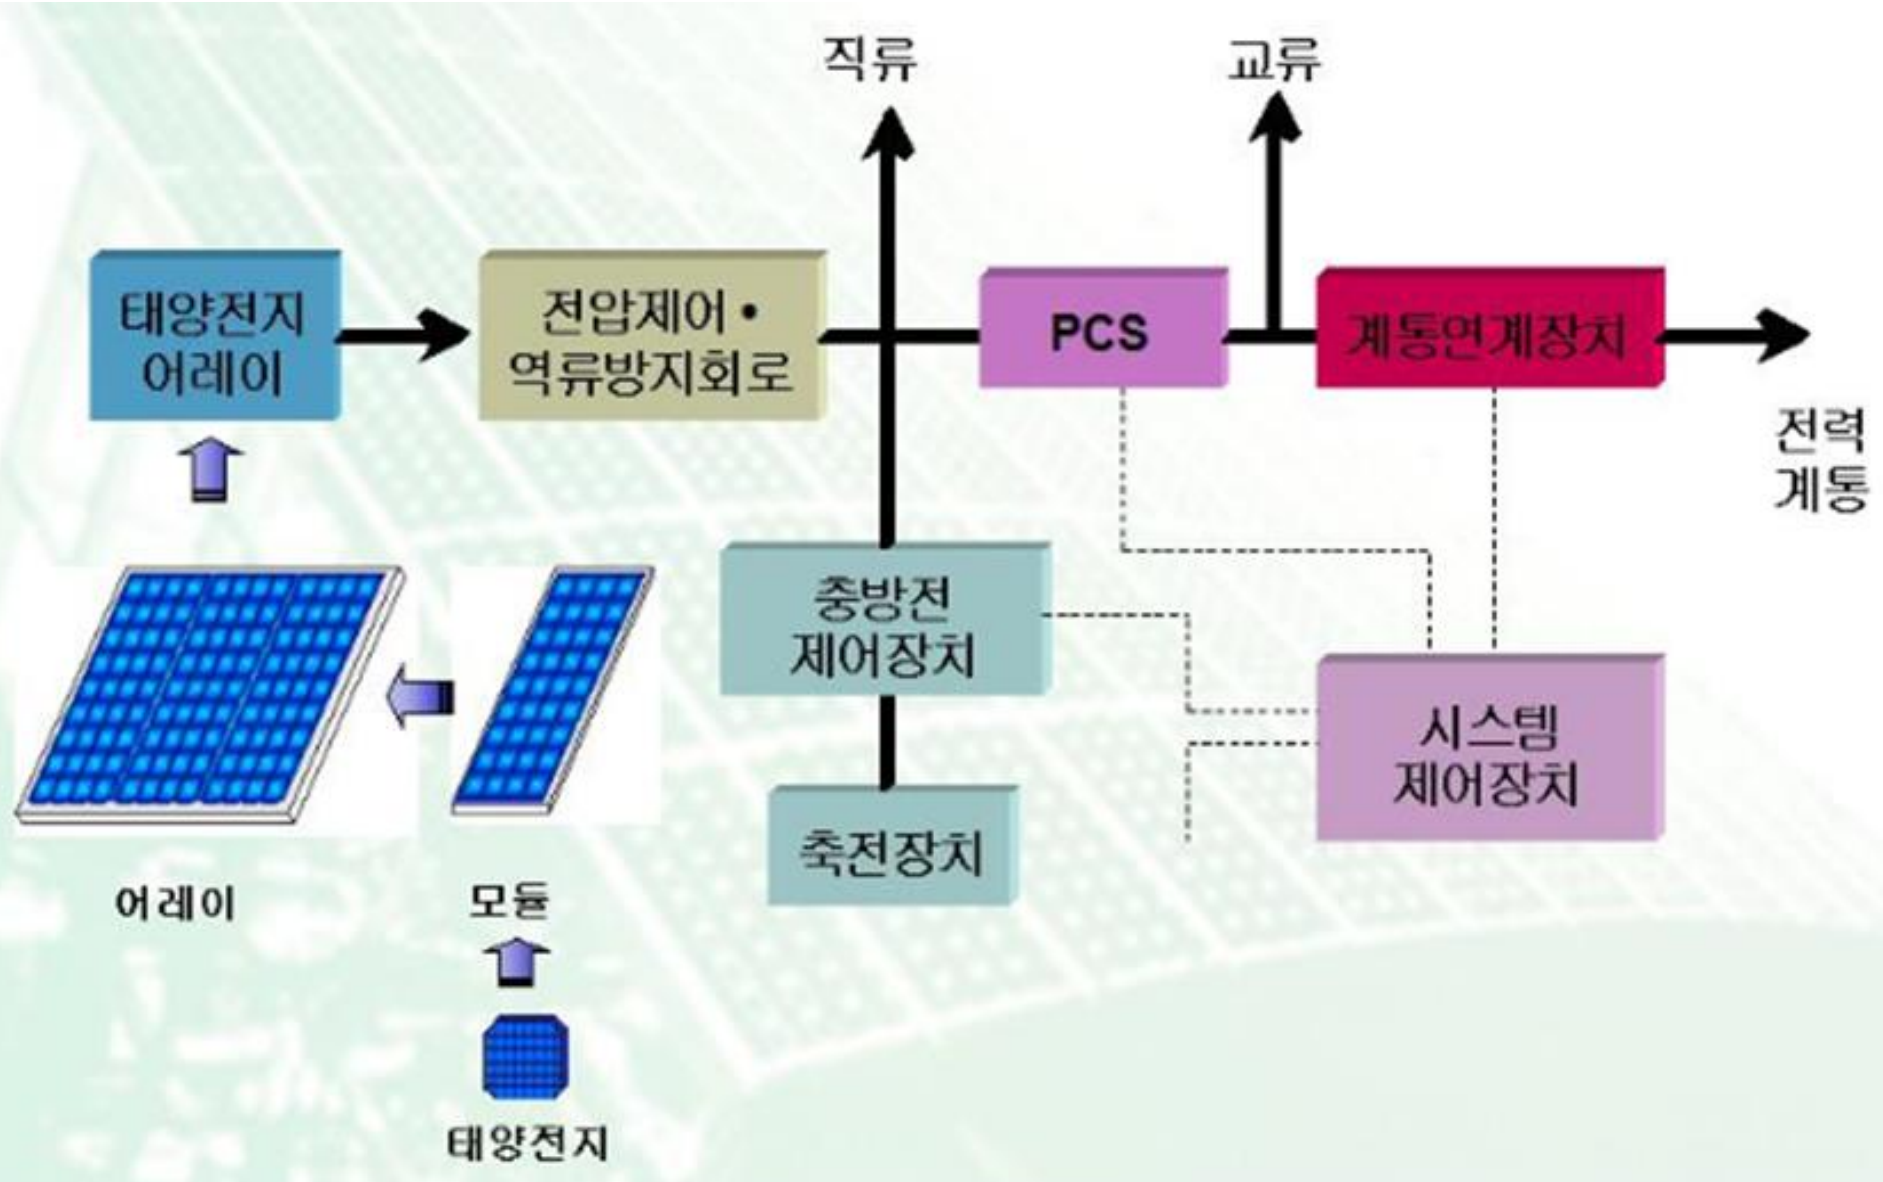 직류
교류
태양전지
어레이
전압제어 •
역류방지회로
PCS
계통연계장치
전력
계통
충방전
제어장치
시스템
제어장치
축전장치
어레이
모듈
태양전지